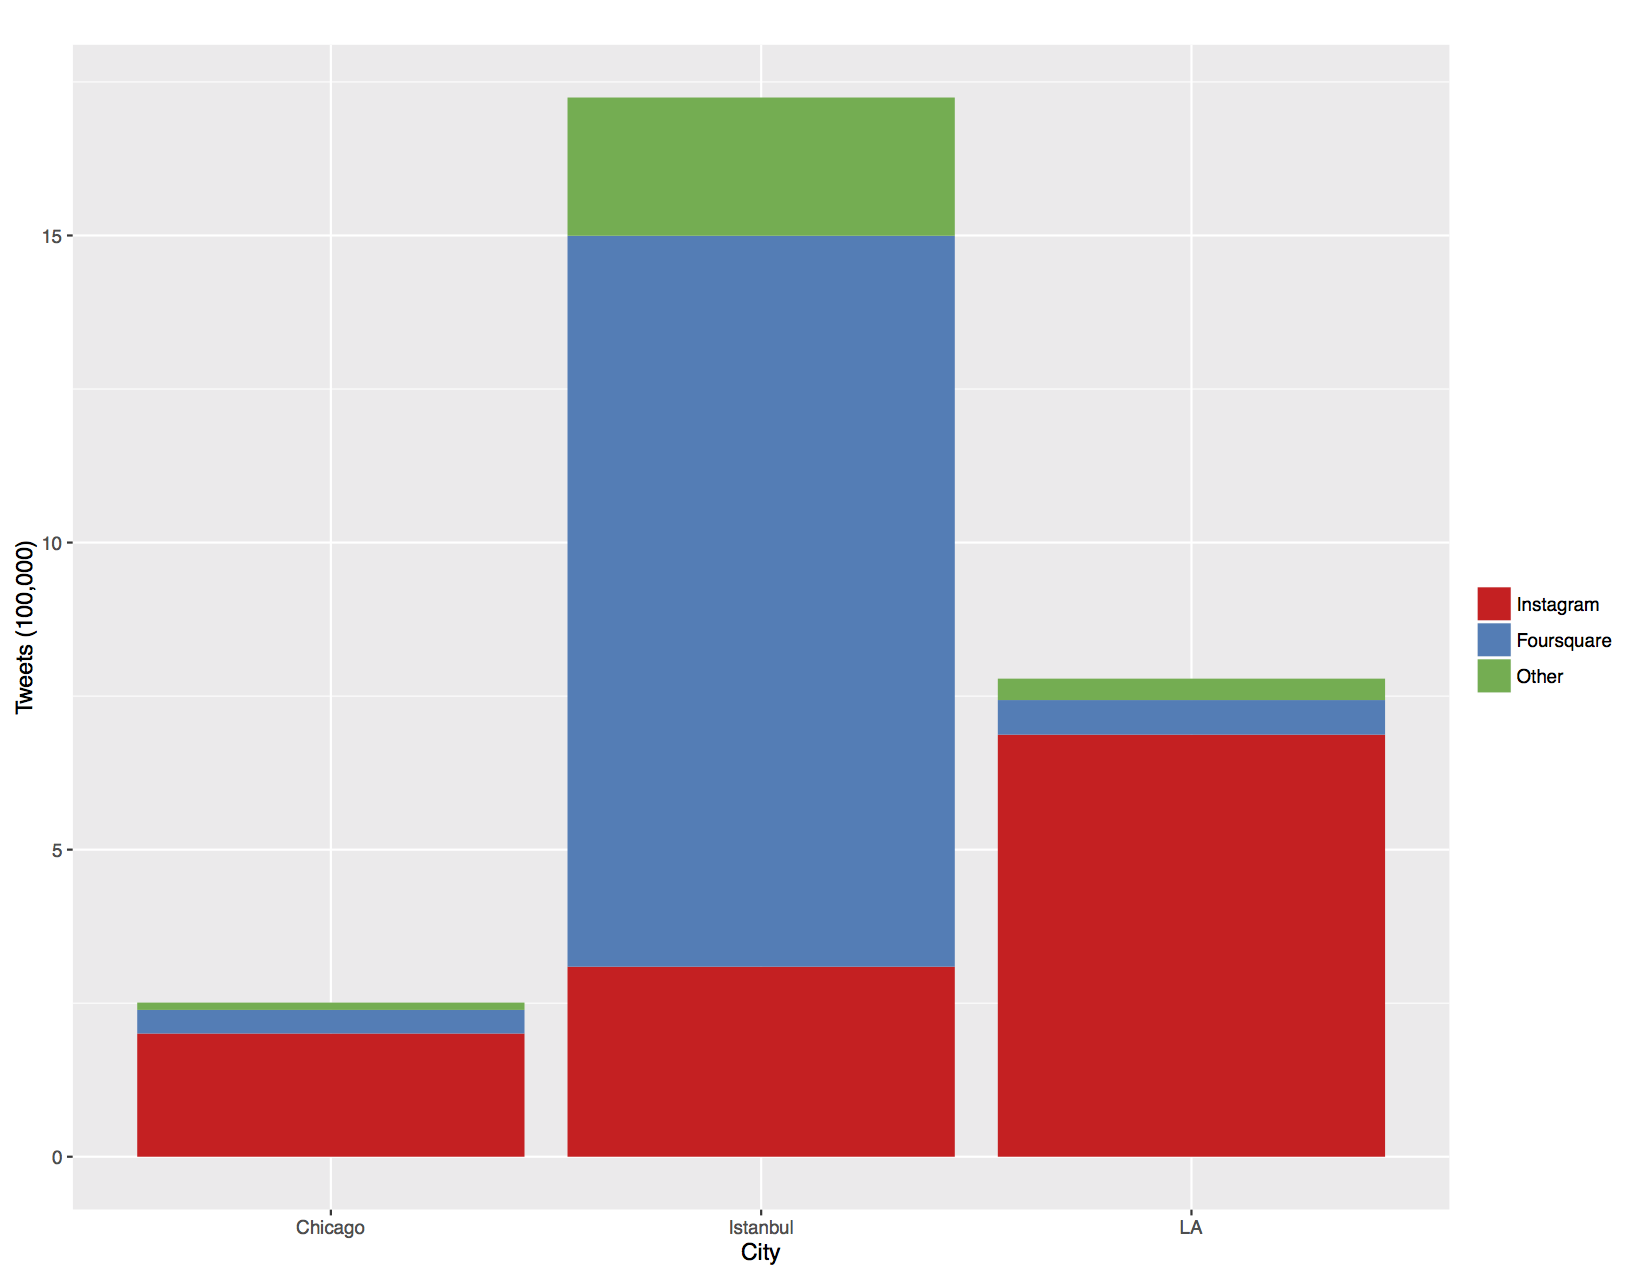 Tweets (100,000)
15
10
5
0
Chicago
Istanbul
LA
City
Instagram
Foursquare
Other